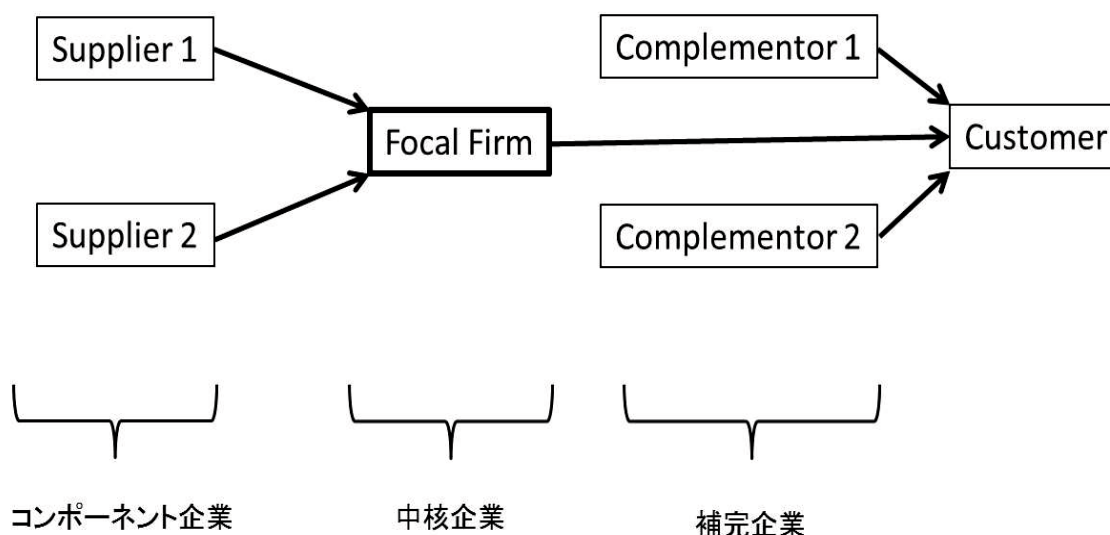 Supplier 1
Complementor 1
Focal Firm
Customer
Supplier 2
Complementor 2
コンポーネント企業
中核企業
補完企業